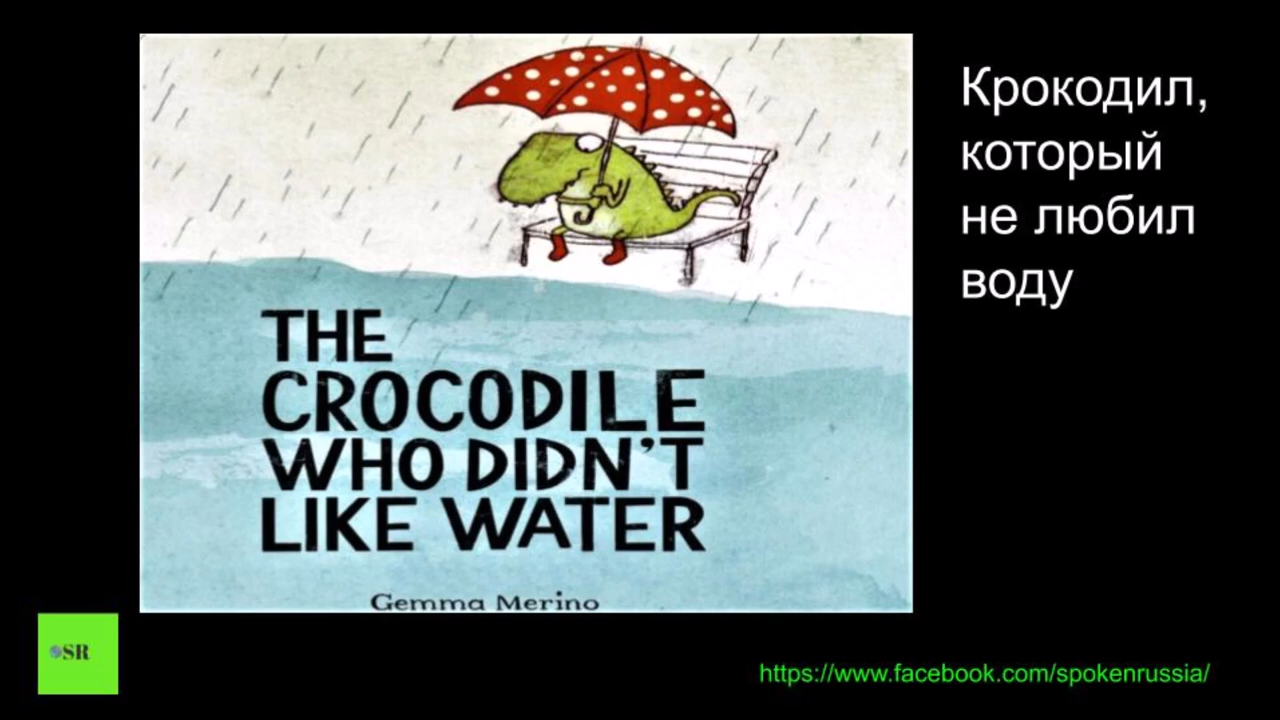 THE
CROCODILE
WHO DIDN'T
LIKE WATER
Gemma Merino
Крокодил,
который
не любил
воду
SR
https://www.facebook.com/spokenrussia/